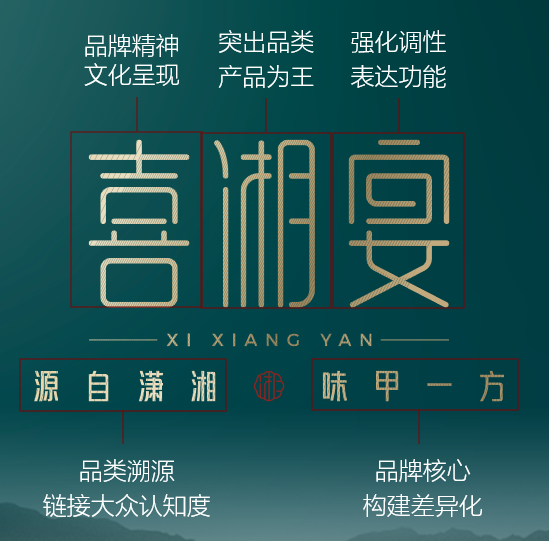 品牌精神
文化呈现
突出品类
产品为王
强化调性
表达功能
喜湘宴
XI XIANG YAN
源自潇湘 湘 味甲一方
品类溯源
链接大众认知度
品牌核心
构建差异化